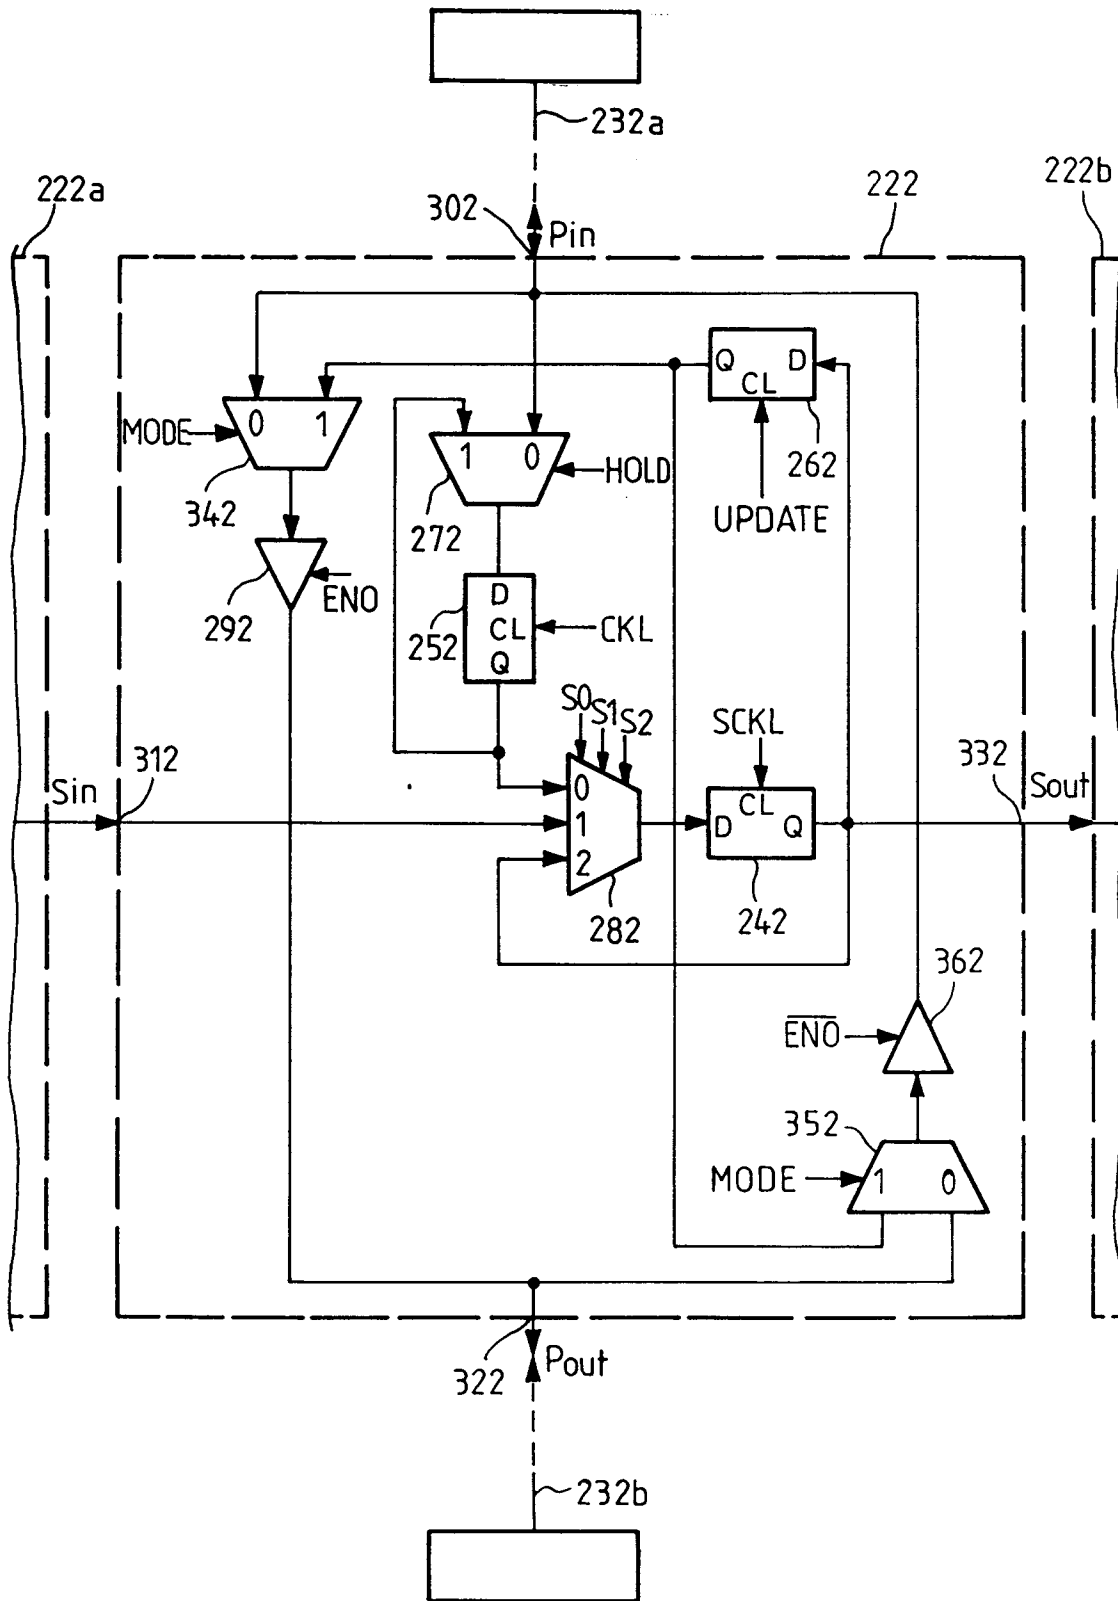 232a
222a
302
Pin
222
222b
Q D
CL
262
UPDATE
MODE
0 1
342
1 0
HOLD
272
292
ENO
D
CL
Q
252
CKL
S0
S1
S2
SCKL
Sin
312
0
1
2
282
CL
D Q
242
332
Sout
362
E̅N̅O̅
352
MODE
1 0
322
Pout
232b